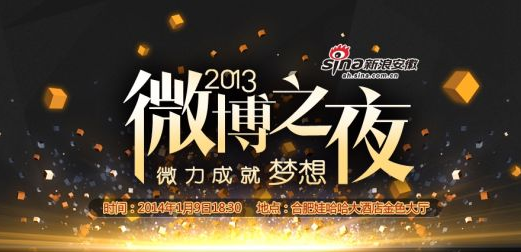 2013
sina新浪安徽
ah.sina.com.cn
微博之夜
微力成就梦想
时间：2014年1月9日18:30 地点：合肥娃哈哈大酒店金色大厅